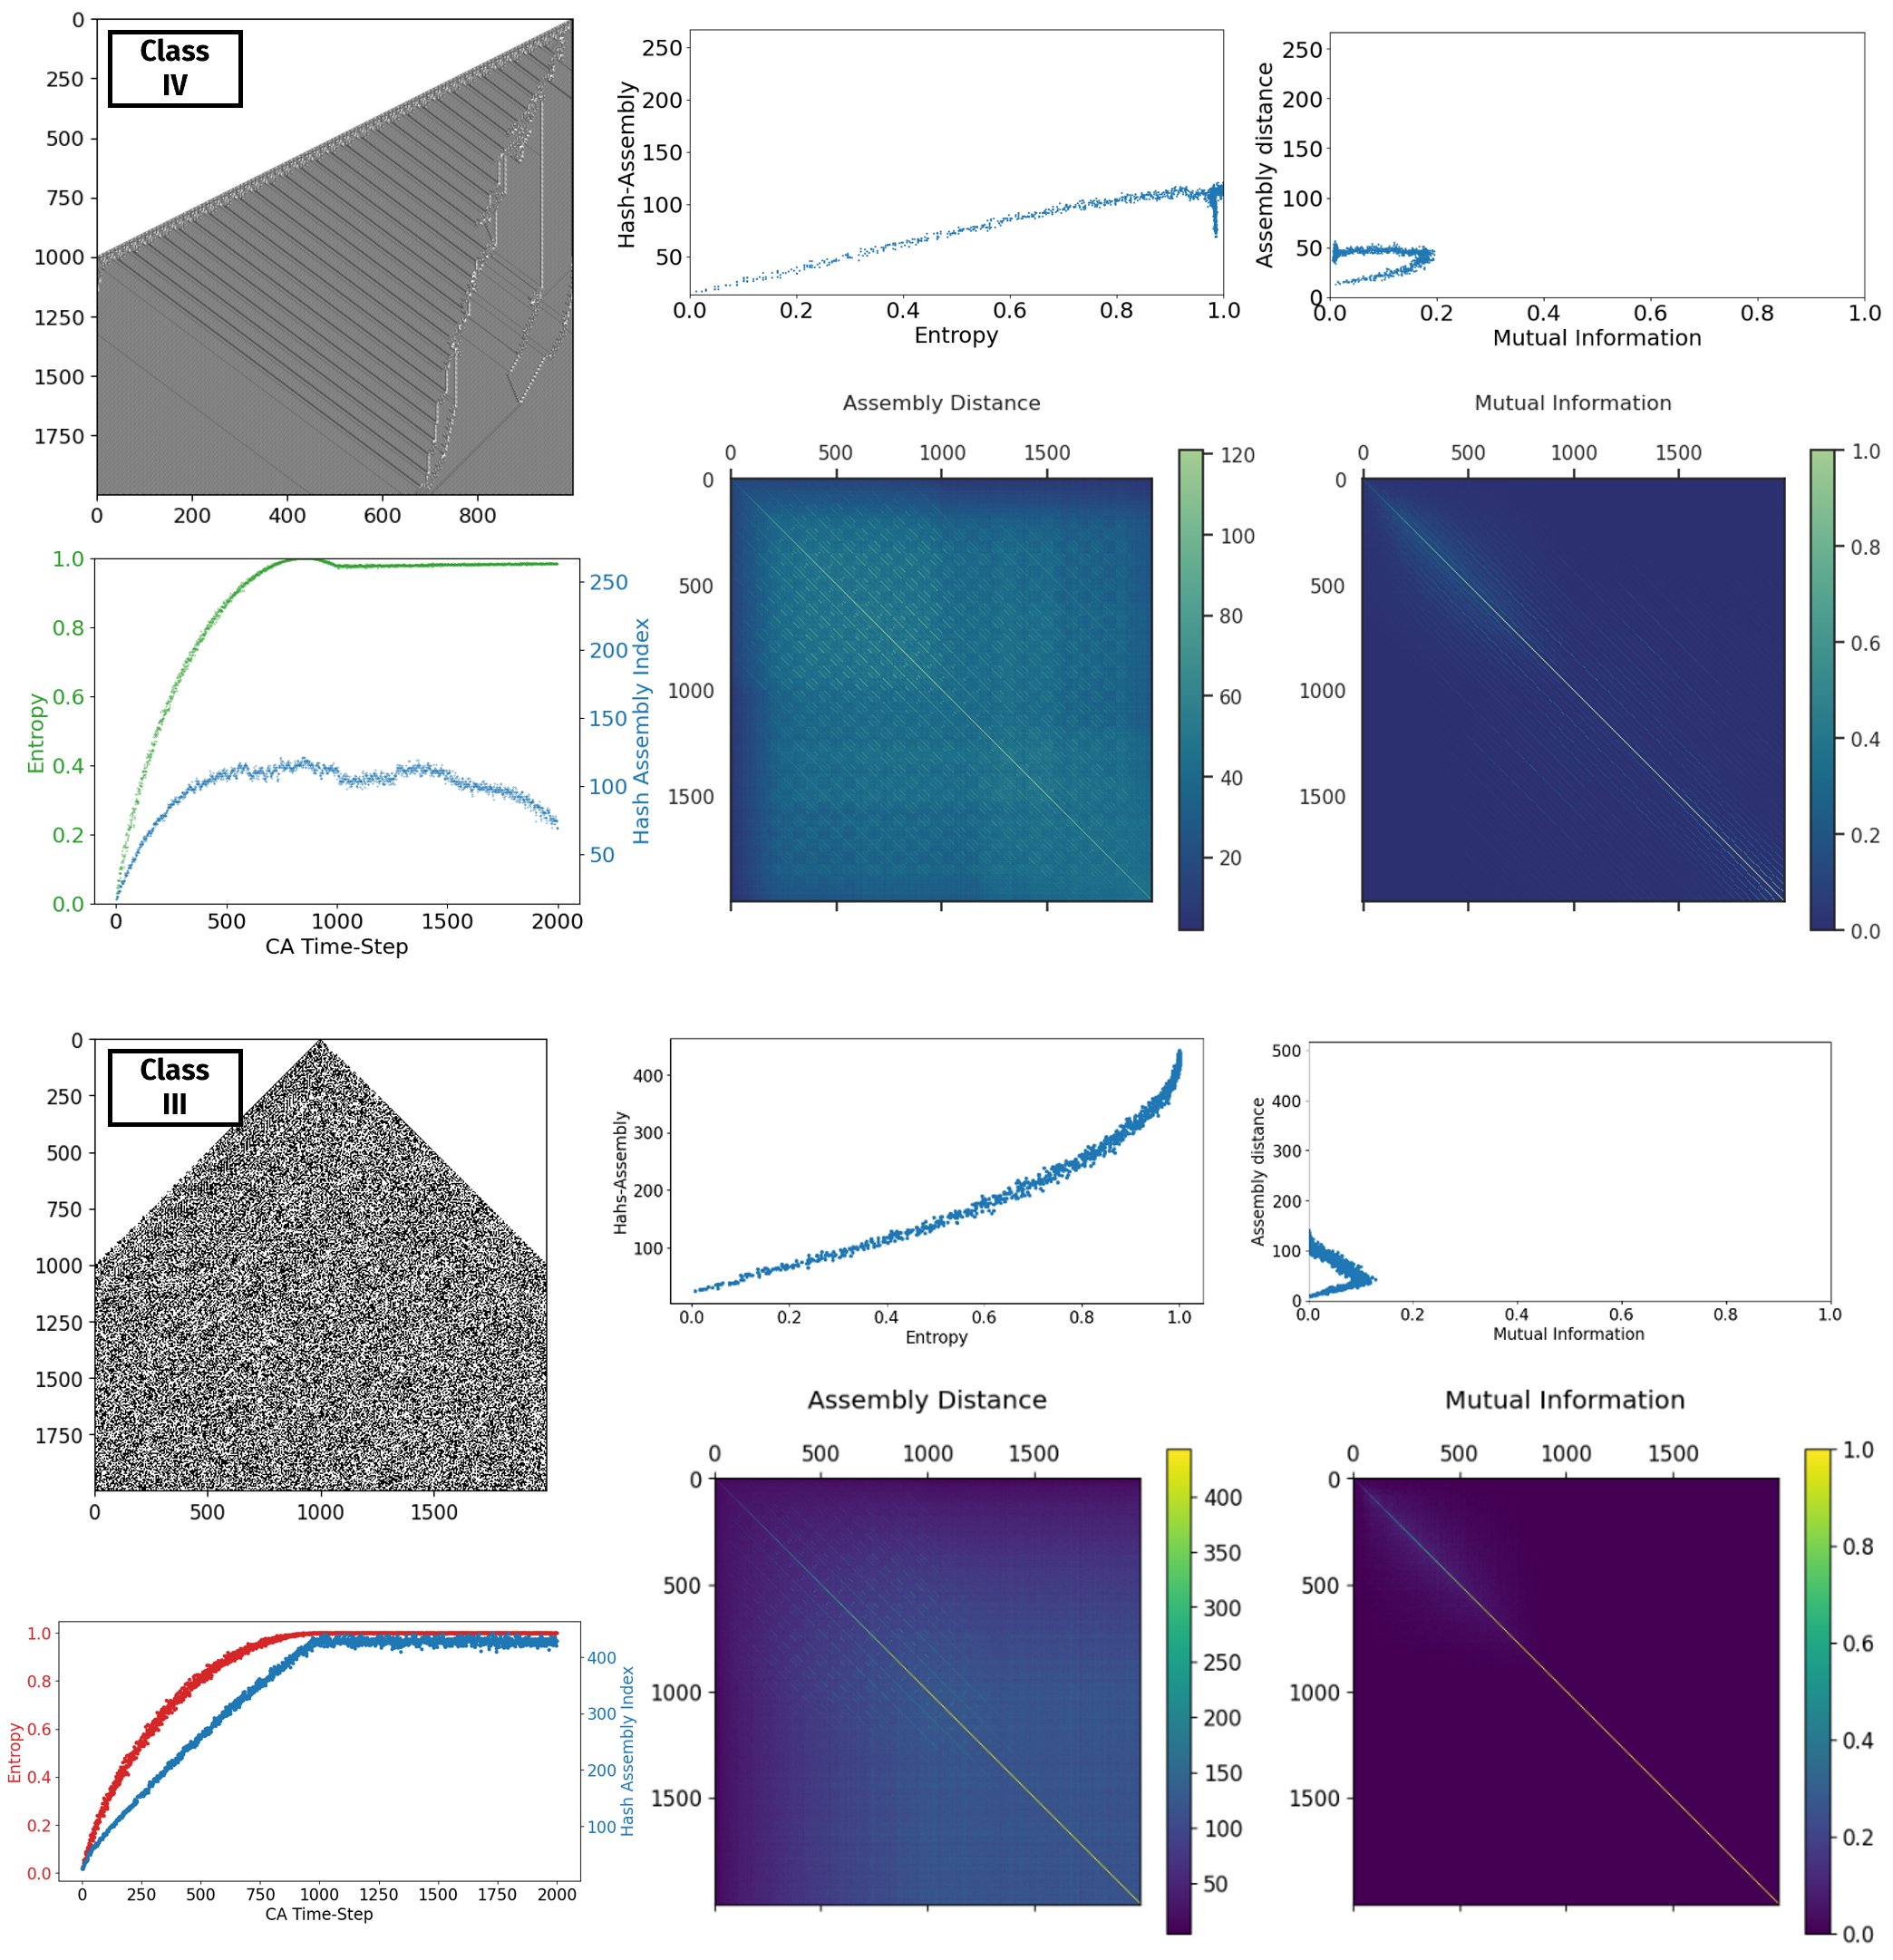 Class
IV
0
250
500
750
1000
1250
1500
1750
0 200 400 600 800
Hash-Assembly
250
200
150
100
50
0.0 0.2 0.4 0.6 0.8 1.0
Entropy
Assembly distance
250
200
150
100
50
0
0.0 0.2 0.4 0.6 0.8 1.0
Mutual Information
Entropy
1.0
0.8
0.6
0.4
0.2
0.0
250
200
150
100
50
Hash Assembly Index
0 500 1000 1500 2000
CA Time-Step
Assembly Distance
0 500 1000 1500
0
500
1000
1500
120
100
80
60
40
20
Mutual Information
0 500 1000 1500
0
500
1000
1500
1.0
0.8
0.6
0.4
0.2
0.0
Class
III
0
250
500
750
1000
1250
1500
1750
0 500 1000 1500
Hahs-Assembly
400
300
200
100
0.0 0.2 0.4 0.6 0.8 1.0
Entropy
Assembly distance
500
400
300
200
100
0
0.0 0.2 0.4 0.6 0.8 1.0
Mutual Information
Entropy
1.0
0.8
0.6
0.4
0.2
0.0
400
300
200
100
Hash Assembly Index
0 250 500 750 1000 1250 1500 1750 2000
CA Time-Step
Assembly Distance
0 500 1000 1500
0
500
1000
1500
400
350
300
250
200
150
100
50
Mutual Information
0 500 1000 1500
0
500
1000
1500
1.0
0.8
0.6
0.4
0.2
0.0